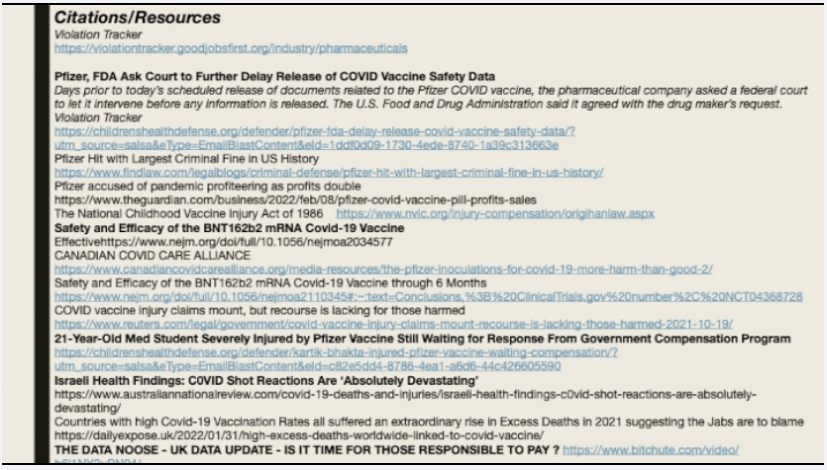 Citations/Resources
Violation Tracker
https://violationtracker.goodjobsfirst.org/industry/pharmaceuticals
Pfizer, FDA Ask Court to Further Delay Release of COVID Vaccine Safety Data
Days prior to today's scheduled release of documents related to the Pfizer COVID vaccine, the pharmaceutical company asked a federal court
to let it intervene before any information is released. The U.S. Food and Drug Administration said it agreed with the drug maker's request.
Violation Tracker
https://childrenshealthdefense.org/defender/pfizer-fda-delay-release-covid-vaccine-safety-data/?
utm_source=salsa&eType=EmailBlastContent&eId=1ddf0d09-1730-4ede-8740-1a39c313663e
Pfizer Hit with Largest Criminal Fine in US History
https://www.findlaw.com/legalblogs/criminal-defense/pfizer-hit-with-largest-criminal-fine-in-us-history/
Pfizer accused of pandemic profiteering as profits double
https://www.theguardian.com/business/2022/feb/08/pfizer-covid-vaccine-pill-profits-sales
The National Childhood Vaccine Injury Act of 1986 https://www.nvic.org/injury-compensation/origihanlaw.aspx
Safety and Efficacy of the BNT162b2 mRNA Covid-19 Vaccine
Effectivehttps://www.nejm.org/doi/full/10.1056/nejmoa2034577
CANADIAN COVID CARE ALLIANCE
https://www.canadiancovidcarealliance.org/media-resources/the-pfizer-inoculations-for-covid-19-more-harm-than-good-2/
Safety and Efficacy of the BNT162b2 mRNA Covid-19 Vaccine through 6 Months
https://www.nejm.org/doi/full/10.1056/nejmoa2110345#:~:text=Conclusions,%3B%20ClinicalTrials.gov%20number%2C%20NCT04368728
COVID vaccine injury claims mount, but recourse is lacking for those harmed
https://www.reuters.com/legal/government/covid-vaccine-injury-claims-mount-recourse-is-lacking-those-harmed-2021-10-19/
21-Year-Old Med Student Severely Injured by Pfizer Vaccine Still Waiting for Response From Government Compensation Program
https://childrenshealthdefense.org/defender/kartik-bhakta-injured-pfizer-vaccine-waiting-compensation/?
utm_source=salsa&eType=EmailBlastContent&eId=c82e5dd4-8786-4ea1-a6d6-44c426605590
Israeli Health Findings: C0VID Shot Reactions Are 'Absolutely Devastating'
https://www.australiannationalreview.com/covid-19-deaths-and-injuries/israeli-health-findings-c0vid-shot-reactions-are-absolutely-
devastating/
Countries with high Covid-19 Vaccination Rates all suffered an extraordinary rise in Excess Deaths in 2021 suggesting the Jabs are to blame
https://dailyexpose.uk/2022/01/31/high-excess-deaths-worldwide-linked-to-covid-vaccine/
THE DATA NOOSE - UK DATA UPDATE - IS IT TIME FOR THOSE RESPONSIBLE TO PAY ? https://www.bitchute.com/video/